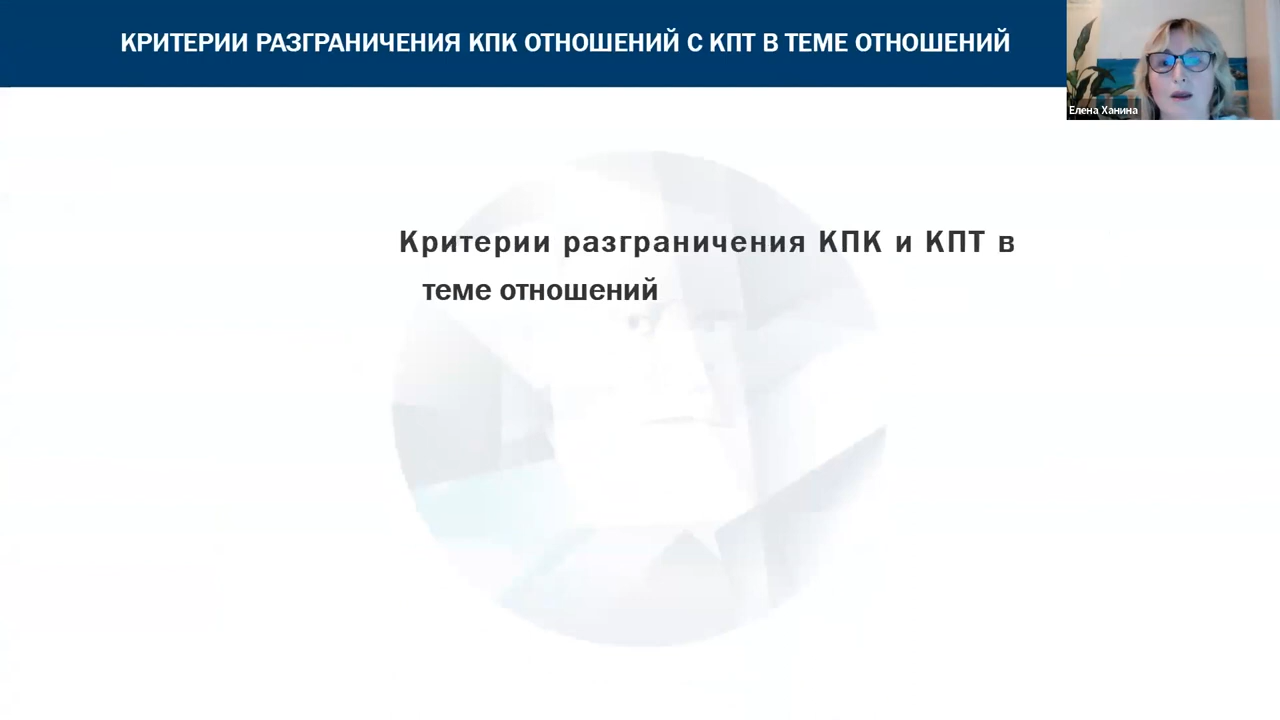 КРИТЕРИИ РАЗГРАНИЧЕНИЯ КПК ОТНОШЕНИЙ С КПТ В ТЕМЕ ОТНОШЕНИЙ
Елена Ханина
Критерии разграничения КПК и КПТ в
теме отношений